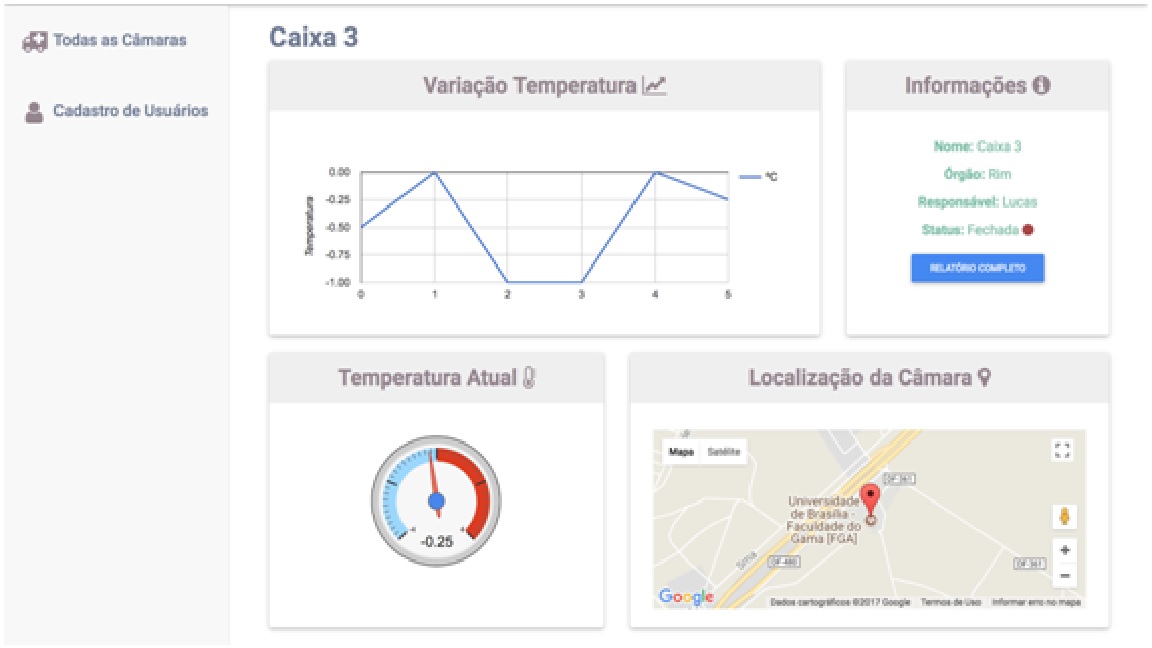 Todas as Câmaras
Cadastro de Usuários
Caixa 3
Variação Temperatura
Temperatura
0.00
-0.25
-0.50
-0.75
-1.00
0 1 2 3 4 5
ºC
Informações
Nome: Caixa 3
Órgão: Rim
Responsável: Lucas
Status: Fechada
RELATÓRIO COMPLETO
Temperatura Atual
-0.25
Localização da Câmara
Mapa Satélite
DF-361
Universidade
de Brasília -
Faculdade do
Gama [FGA]
DF-480
DF-361
+
−
Google
Dados cartográficos ©2017 Google Termos de Uso Informar erro no mapa